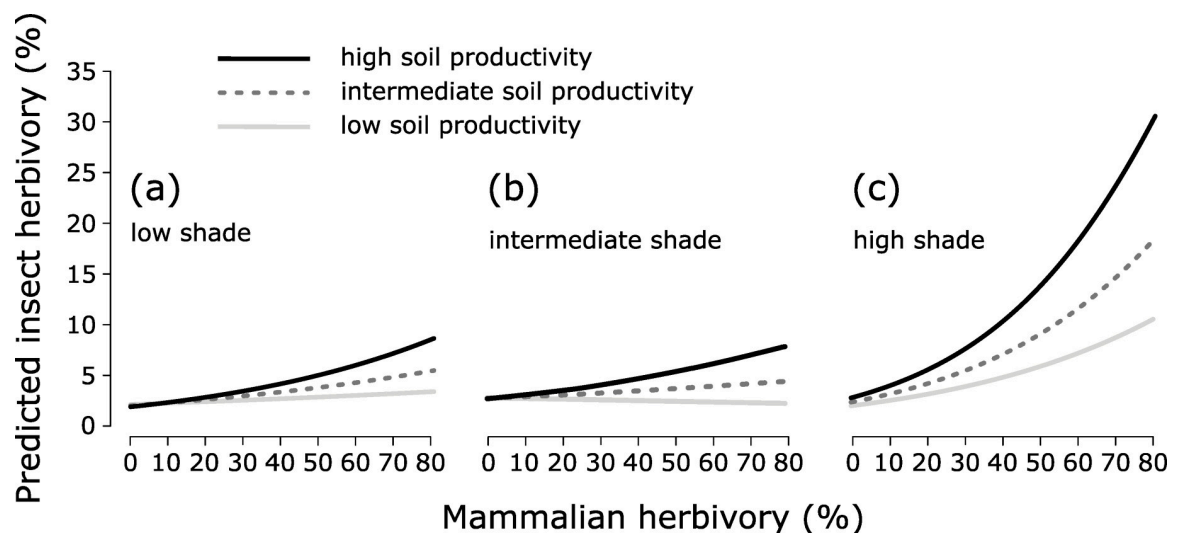 Predicted insect herbivory (%)
high soil productivity
intermediate soil productivity
low soil productivity
35
30
25
20
15
10
5
0
(a)
low shade
(b)
intermediate shade
(c)
high shade
0 10 20 30 40 50 60 70 80
0 10 20 30 40 50 60 70 80
0 10 20 30 40 50 60 70 80
Mammalian herbivory (%)